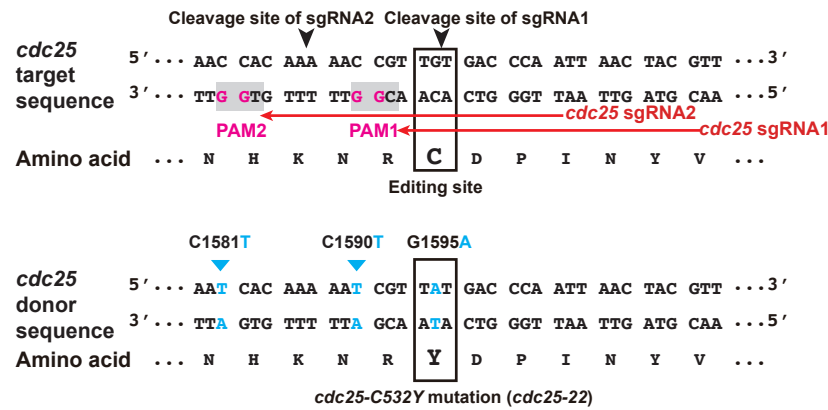 Cleavage site of sgRNA2 Cleavage site of sgRNA1
cdc25 target sequence
5′··· AAC CAC AAA AAC CGT TGT GAC CCA ATT AAC TAC GTT ···3′
3′··· TTG GTG TTT TTG GCA ACA CTG GGT TAA TTG ATG CAA ···5′
cdc25 sgRNA2
PAM2 PAM1 cdc25 sgRNA1
Amino acid ... N H K N R C D P I N Y V ...
Editing site
C1581T C1590T G1595A
cdc25 donor sequence
5′··· AAT CAC AAA AAT CGT TAT GAC CCA ATT AAC TAC GTT ···3′
3′··· TTA GTG TTT TTA GCA ATA CTG GGT TAA TTG ATG CAA ···5′
Amino acid ... N H K N R Y D P I N Y V ...
cdc25-C532Y mutation (cdc25-22)